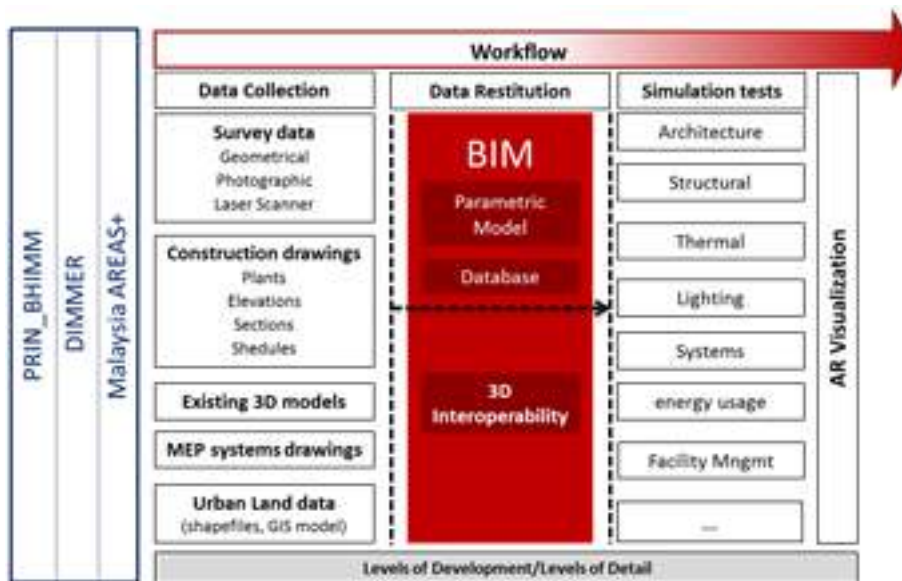 Workflow
PRIN_BHIMM
DIMMER
Malaysia AREAS+
Data Collection
Survey data
Geometrical
Photographic
Laser Scanner
Construction drawings
Plants
Elevations
Sections
Shedules
Existing 3D models
MEP systems drawings
Urban Land data
(shapefiles, GIS model)
Data Restitution
BIM
Parametric
Model
Database
3D
Interoperability
Simulation tests
Architecture
Structural
Thermal
Lighting
Systems
energy usage
Facility Mngmt
...
AR Visualization
Levels of Development/Levels of Detail